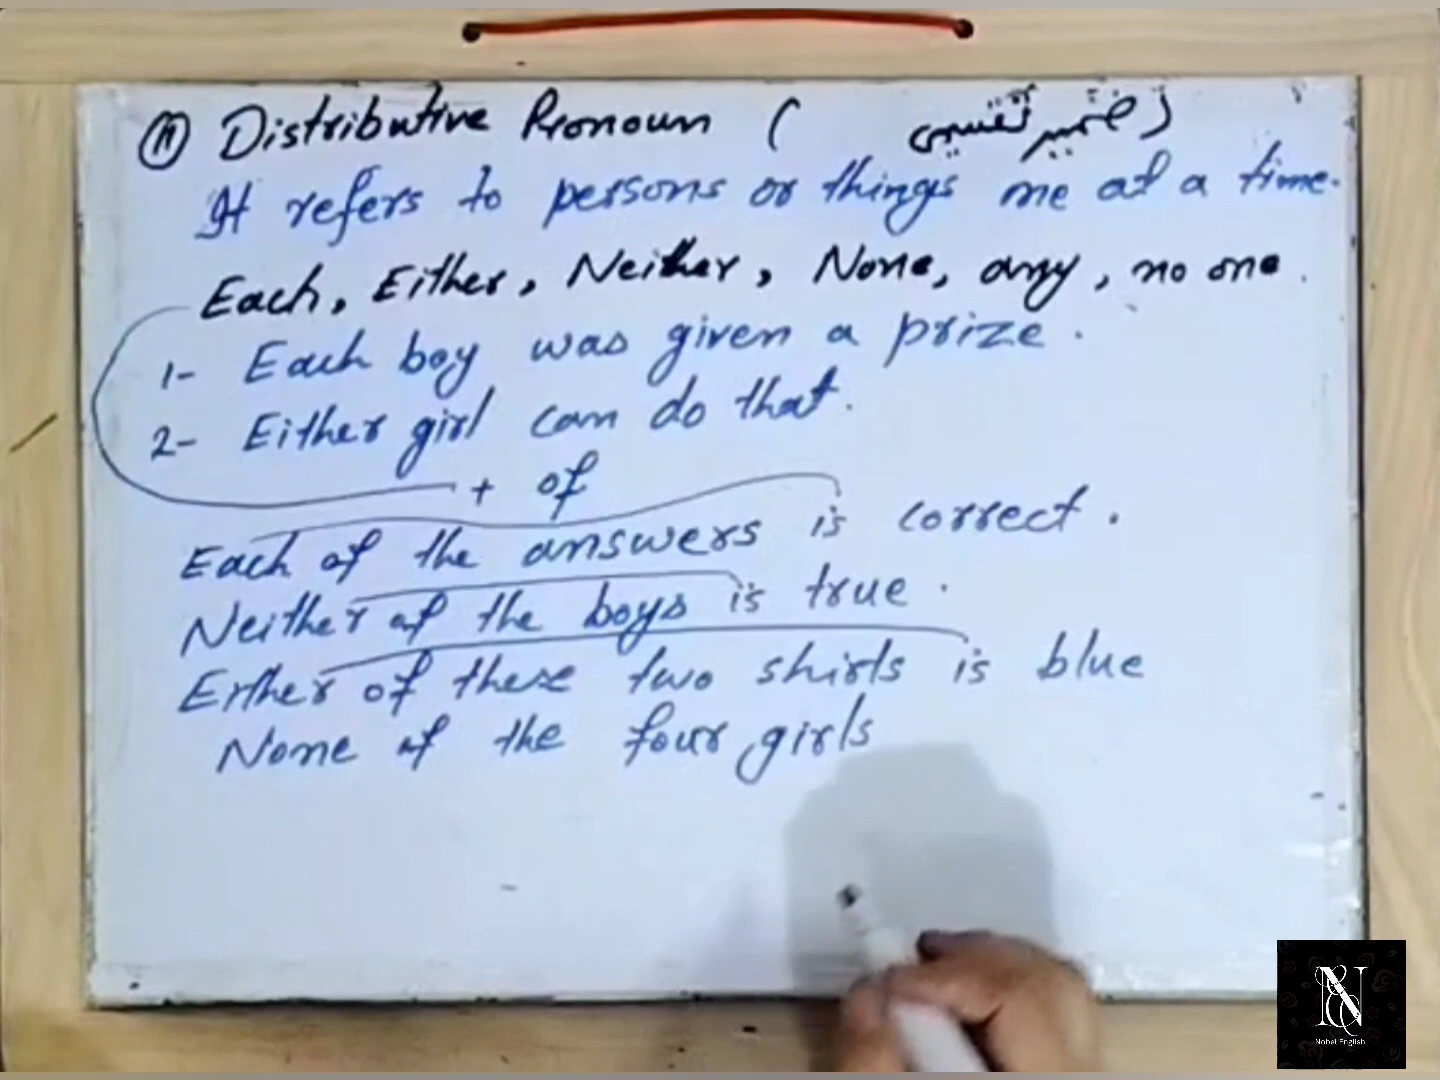 ⑪ Distributive Pronoun ( ضمیر تقسیمی )
It refers to persons or things one at a time.
Each, Either, Neither, None, any, no one.
1- Each boy was given a prize.
2- Either girl can do that.
+ of
Each of the answers is correct.
Neither of the boys is true.
Either of these two shirts is blue
None of the four girls
N&E
Nobel English